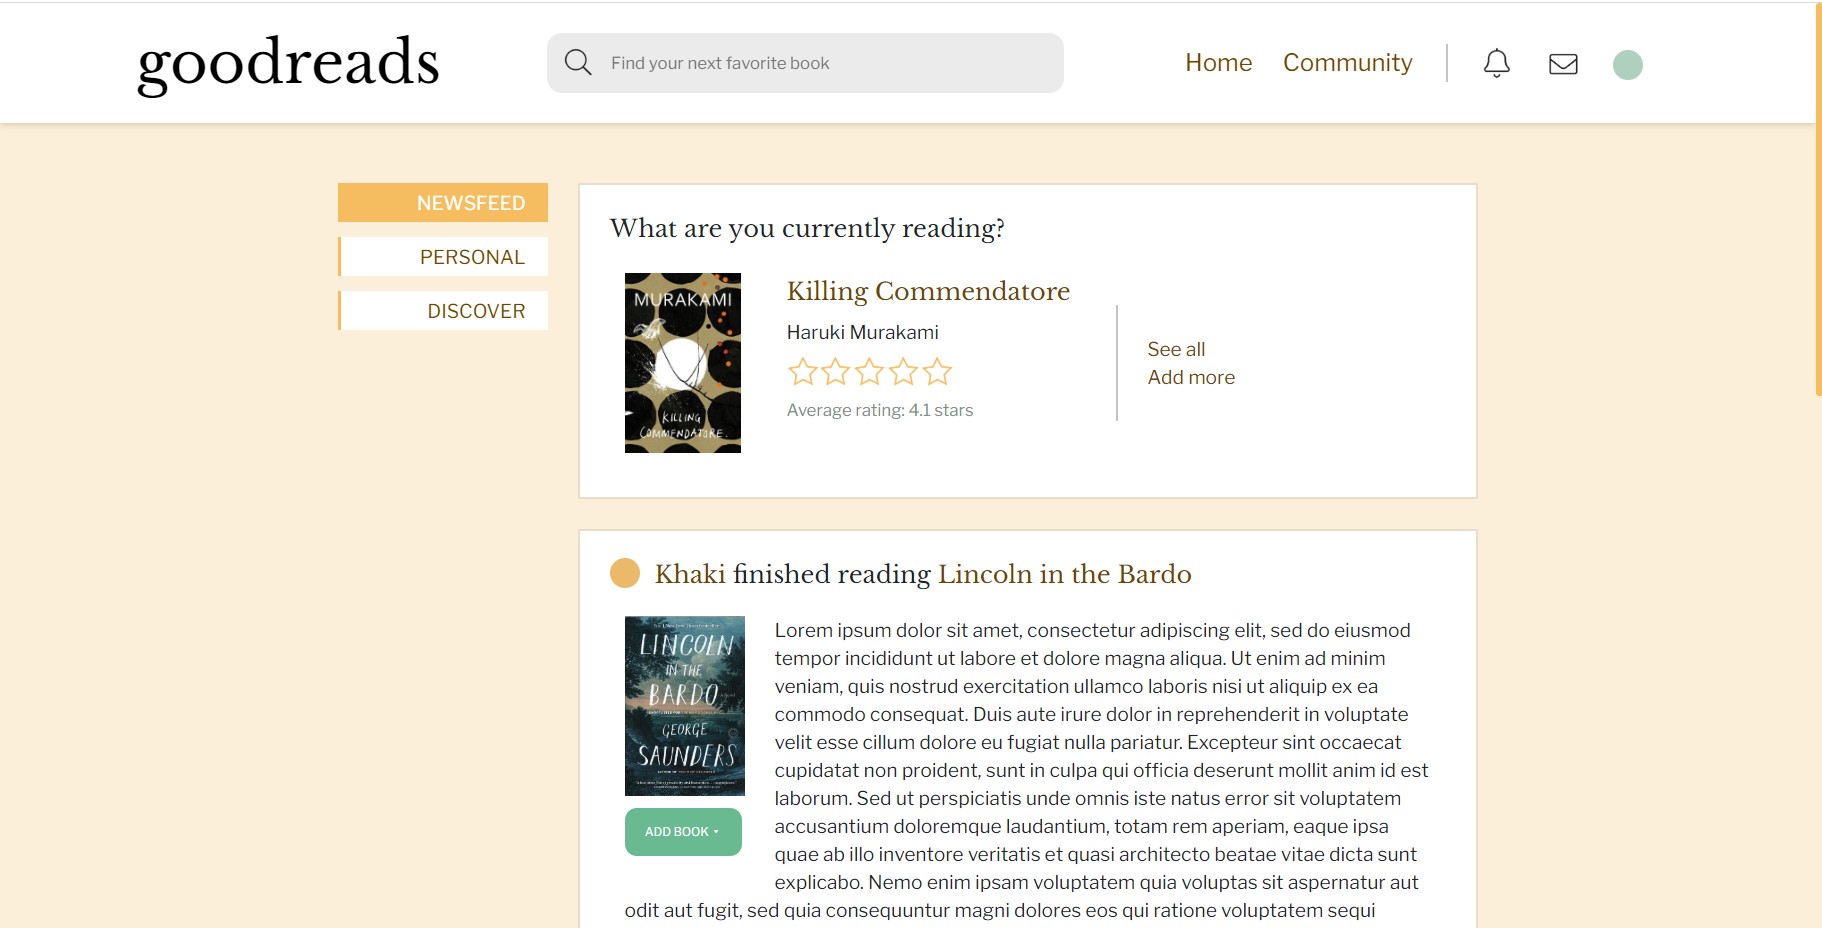 goodreads
Find your next favorite book
Home
Community
NEWSFEED
PERSONAL
DISCOVER
What are you currently reading?
MURAKAMI
KILLING
COMMENDATORE.
Killing Commendatore
Haruki Murakami
Average rating: 4.1 stars
See all
Add more
Khaki finished reading Lincoln in the Bardo
LINCOLN
IN THE
BARDO
GEORGE
SAUNDERS
ADD BOOK
Lorem ipsum dolor sit amet, consectetur adipiscing elit, sed do eiusmod
tempor incididunt ut labore et dolore magna aliqua. Ut enim ad minim
veniam, quis nostrud exercitation ullamco laboris nisi ut aliquip ex ea
commodo consequat. Duis aute irure dolor in reprehenderit in voluptate
velit esse cillum dolore eu fugiat nulla pariatur. Excepteur sint occaecat
cupidatat non proident, sunt in culpa qui officia deserunt mollit anim id est
laborum. Sed ut perspiciatis unde omnis iste natus error sit voluptatem
accusantium doloremque laudantium, totam rem aperiam, eaque ipsa
quae ab illo inventore veritatis et quasi architecto beatae vitae dicta sunt
explicabo. Nemo enim ipsam voluptatem quia voluptas sit aspernatur aut
odit aut fugit, sed quia consequuntur magni dolores eos qui ratione voluptatem sequi